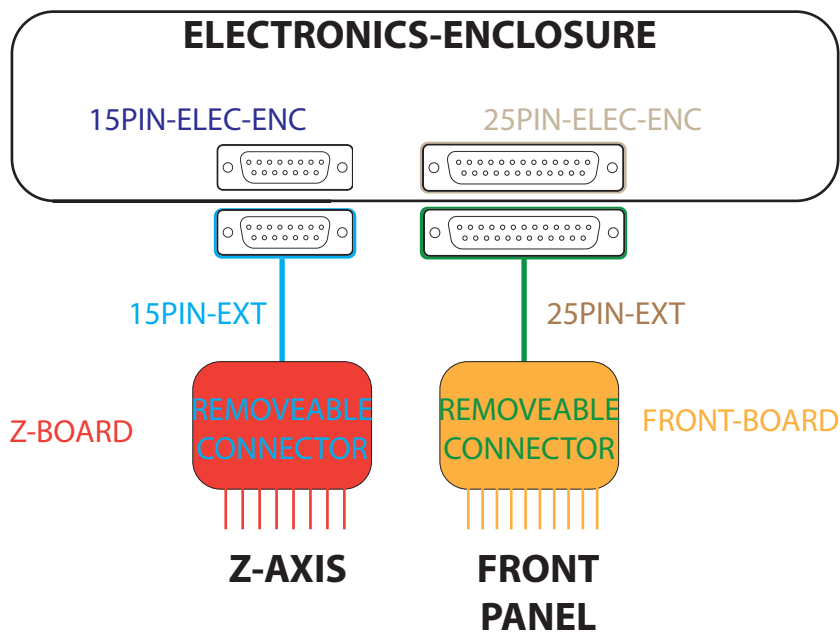 ELECTRONICS-ENCLOSURE
15PIN-ELEC-ENC
25PIN-ELEC-ENC
15PIN-EXT
25PIN-EXT
Z-BOARD
REMOVEABLE
CONNECTOR
REMOVEABLE
CONNECTOR
FRONT-BOARD
Z-AXIS
FRONT
PANEL